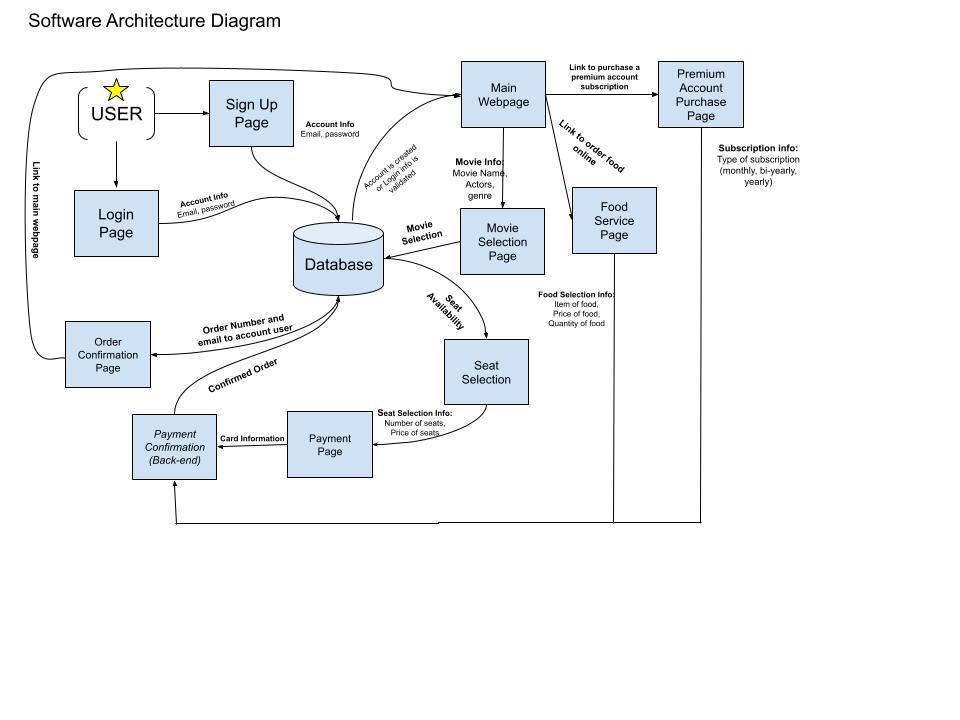 Software Architecture Diagram
USER
Sign Up
Page
Account Info
Email, password
Main
Webpage
Link to purchase a
premium account
subscription
Premium
Account
Purchase
Page
Subscription info:
Type of subscription
(monthly, bi-yearly,
yearly)
Link to order food
online
Account is created
or Login info is
validated
Movie Info:
Movie Name,
Actors,
genre
Link to main webpage
Login
Page
Account Info
Email, password
Database
Movie
Selection
Movie
Selection
Page
Food
Service
Page
Seat
Availability
Food Selection Info:
Item of food,
Price of food,
Quantity of food
Order Number and
email to account user
Order
Confirmation
Page
Confirmed Order
Seat
Selection
Seat Selection Info:
Number of seats,
Price of seats
Payment
Confirmation
(Back-end)
Card Information
Payment
Page